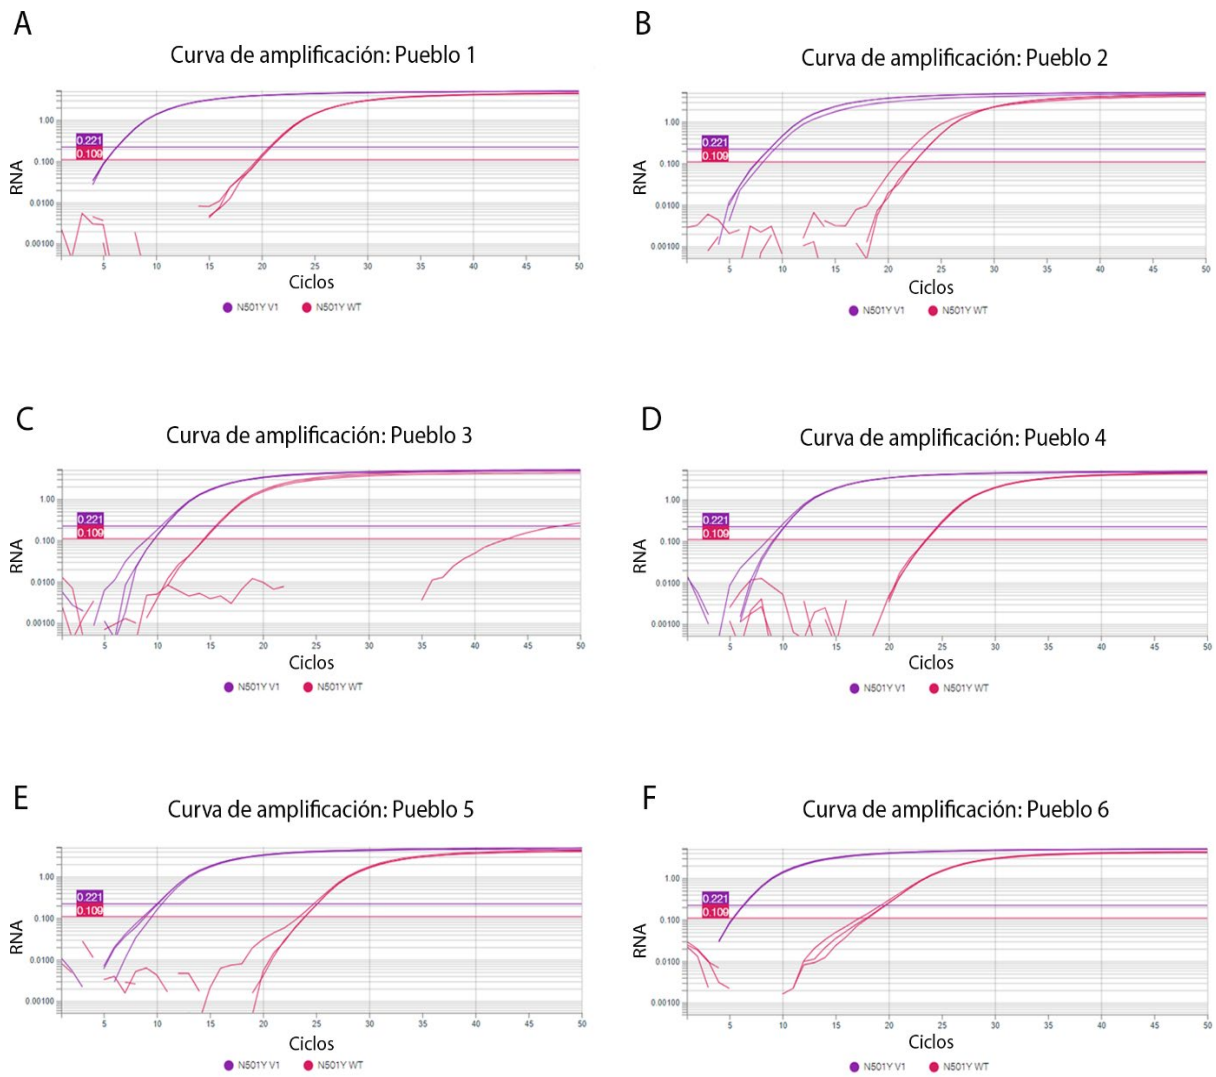 A
Curva de amplificación: Pueblo 1
RNA
1.00
0.100
0.0100
0.00100
0.221
0.109
5 10 15 20 25 30 35 40 45 50
Ciclos
N501Y V1 N501Y WT
B
Curva de amplificación: Pueblo 2
RNA
1.00
0.100
0.0100
0.00100
0.221
0.109
5 10 15 20 25 30 35 40 45 50
Ciclos
N501Y V1 N501Y WT
C
Curva de amplificación: Pueblo 3
RNA
1.00
0.100
0.0100
0.00100
0.221
0.109
5 10 15 20 25 30 35 40 45 50
Ciclos
N501Y V1 N501Y WT
D
Curva de amplificación: Pueblo 4
RNA
1.00
0.100
0.0100
0.00100
0.221
0.109
5 10 15 20 25 30 35 40 45 50
Ciclos
N501Y V1 N501Y WT
E
Curva de amplificación: Pueblo 5
RNA
1.00
0.100
0.0100
0.00100
0.221
0.109
5 10 15 20 25 30 35 40 45 50
Ciclos
N501Y V1 N501Y WT
F
Curva de amplificación: Pueblo 6
RNA
1.00
0.100
0.0100
0.00100
0.221
0.109
5 10 15 20 25 30 35 40 45 50
Ciclos
N501Y V1 N501Y WT